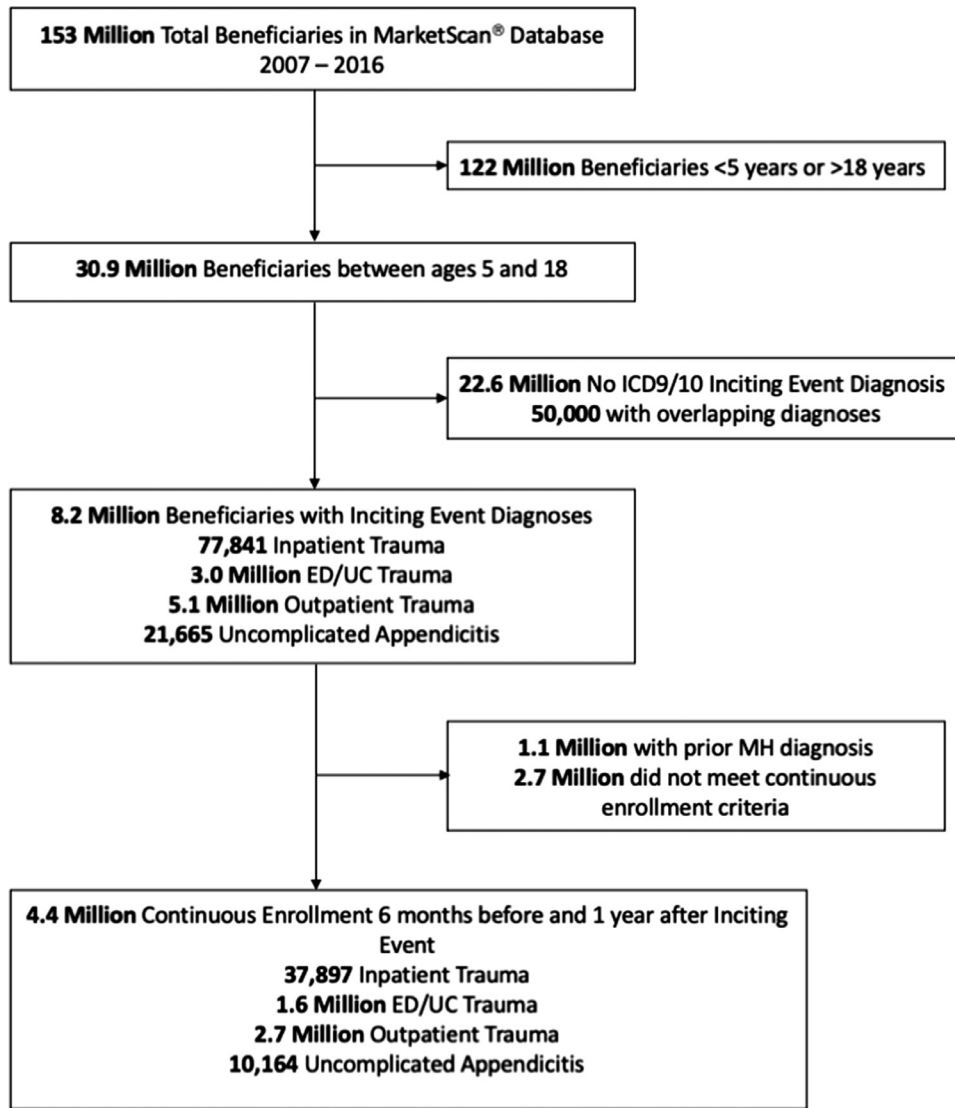 153 Million Total Beneficiaries in MarketScan® Database
2007 – 2016
122 Million Beneficiaries <5 years or >18 years
30.9 Million Beneficiaries between ages 5 and 18
22.6 Million No ICD9/10 Inciting Event Diagnosis
50,000 with overlapping diagnoses
8.2 Million Beneficiaries with Inciting Event Diagnoses
77,841 Inpatient Trauma
3.0 Million ED/UC Trauma
5.1 Million Outpatient Trauma
21,665 Uncomplicated Appendicitis
1.1 Million with prior MH diagnosis
2.7 Million did not meet continuous
enrollment criteria
4.4 Million Continuous Enrollment 6 months before and 1 year after Inciting
Event
37,897 Inpatient Trauma
1.6 Million ED/UC Trauma
2.7 Million Outpatient Trauma
10,164 Uncomplicated Appendicitis